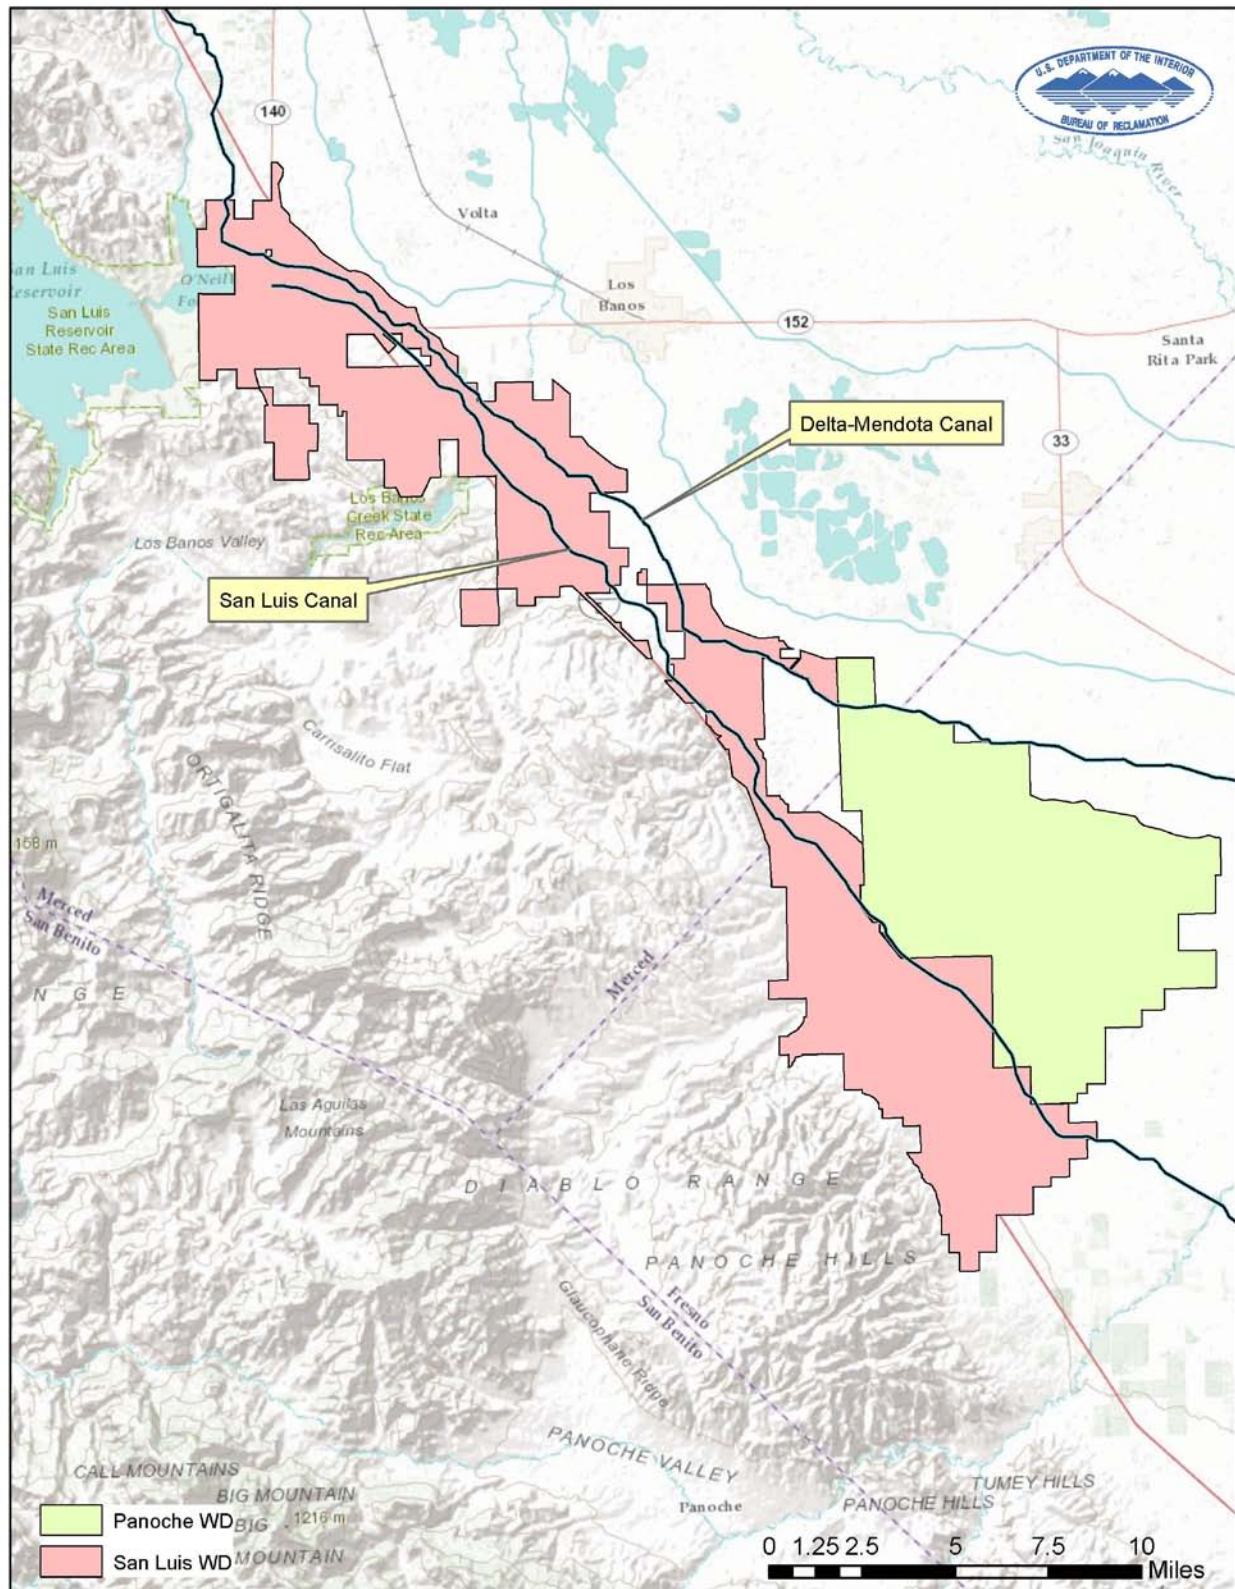 U.S. DEPARTMENT OF THE INTERIOR
BUREAU OF RECLAMATION
140
San Joaquin
River
Volta
San Luis
Reservoir
O'Neill
San Luis
Reservoir
State Rec Area
Los
Banos
152
Santa
Rita Park
Delta-Mendota Canal
33
Los Banos
Creek State
Rec Area
Los Banos Valley
San Luis Canal
Carrisalito Flat
ORTIGALITA RIDGE
158 m
Merced
San Benito
Merced
N G E
Las Aguilas
Mountains
DIABLO RANGE
PANOCHE HILLS
Fresno
San Benito
Glaucophane Ridge
PANOCHE VALLEY
CALL MOUNTAINS
BIG MOUNTAIN
TUMEY HILLS
PANOCHE HILLS
Panoche
Panoche WD
BIG
1216 m
San Luis WD
MOUNTAIN
0 1.25 2.5 5 7.5 10
Miles